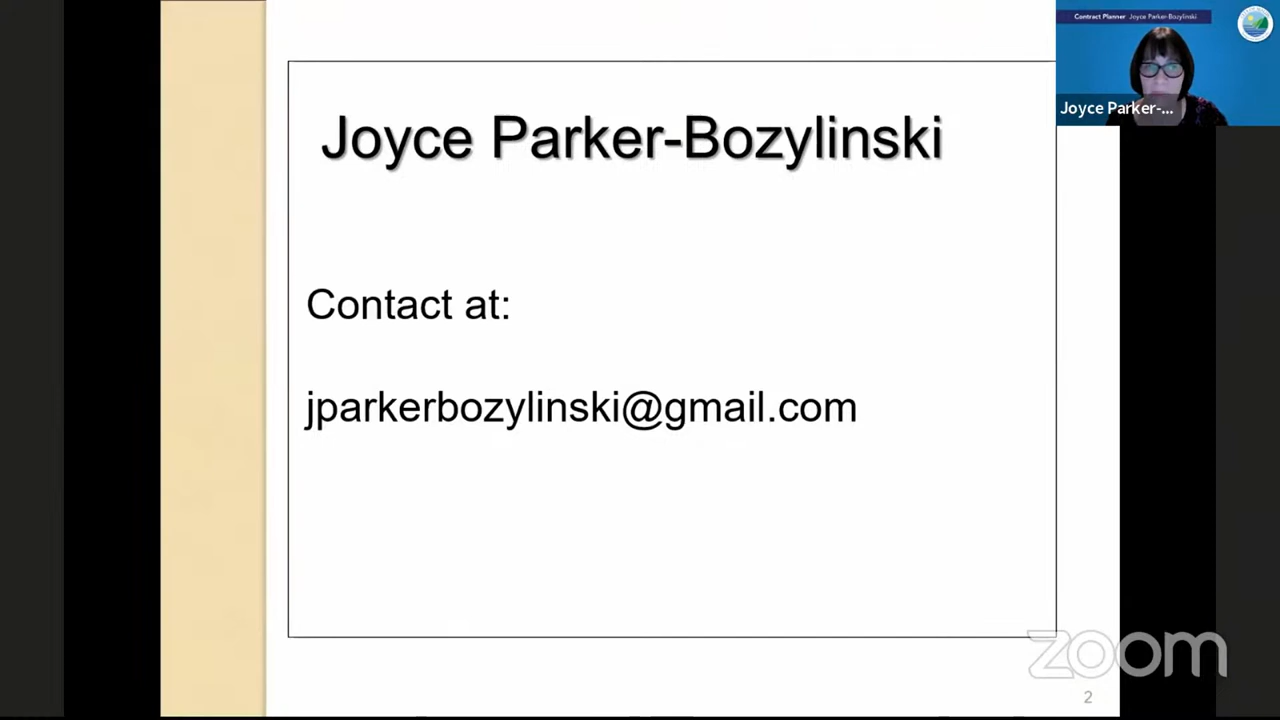 Contract Planner Joyce Parker-Bozylinski
Joyce Parker-...
Joyce Parker-Bozylinski
Contact at:
jparkerbozylinski@gmail.com
zoom
2